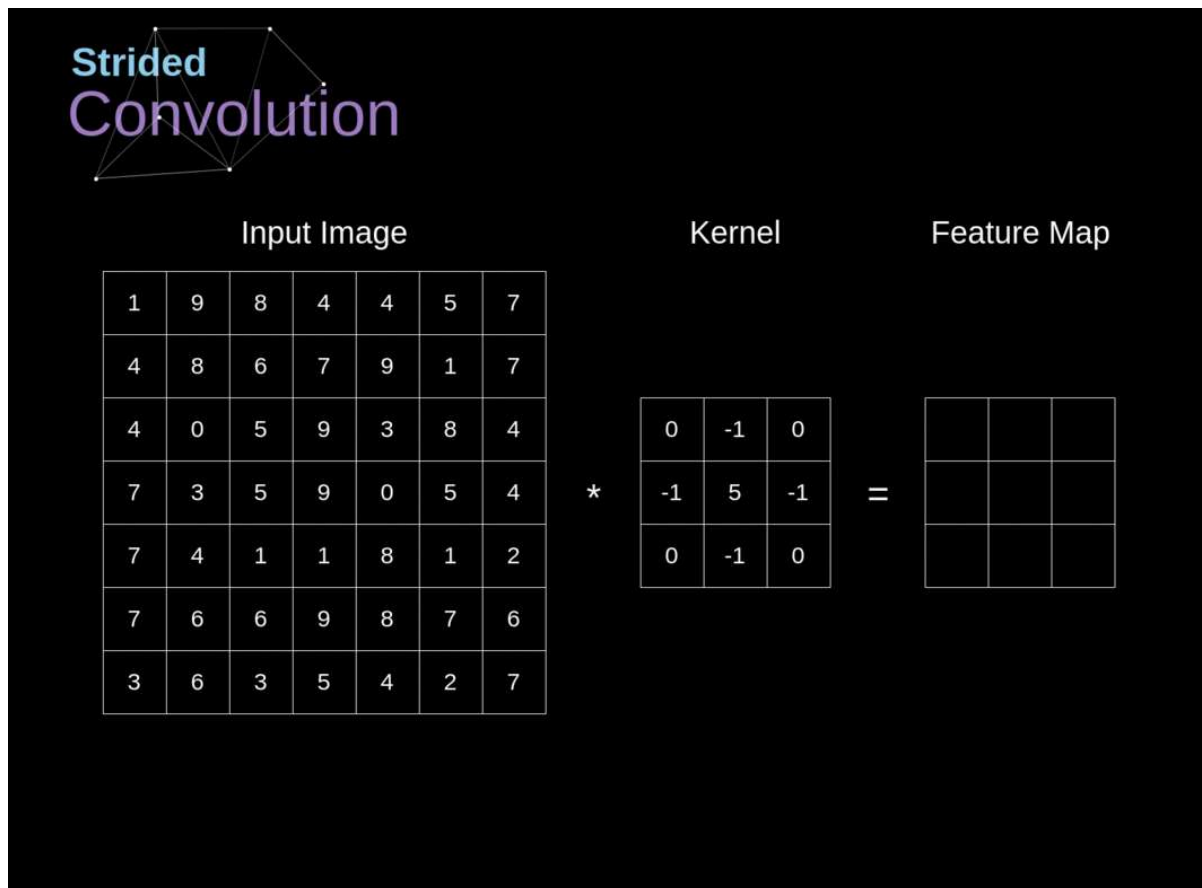 Strided
Convolution
Input Image Kernel Feature Map
1 9 8 4 4 5 7
4 8 6 7 9 1 7
4 0 5 9 3 8 4 0 -1 0
7 3 5 9 0 5 4 * -1 5 -1 =
7 4 1 1 8 1 2 0 -1 0
7 6 6 9 8 7 6
3 6 3 5 4 2 7